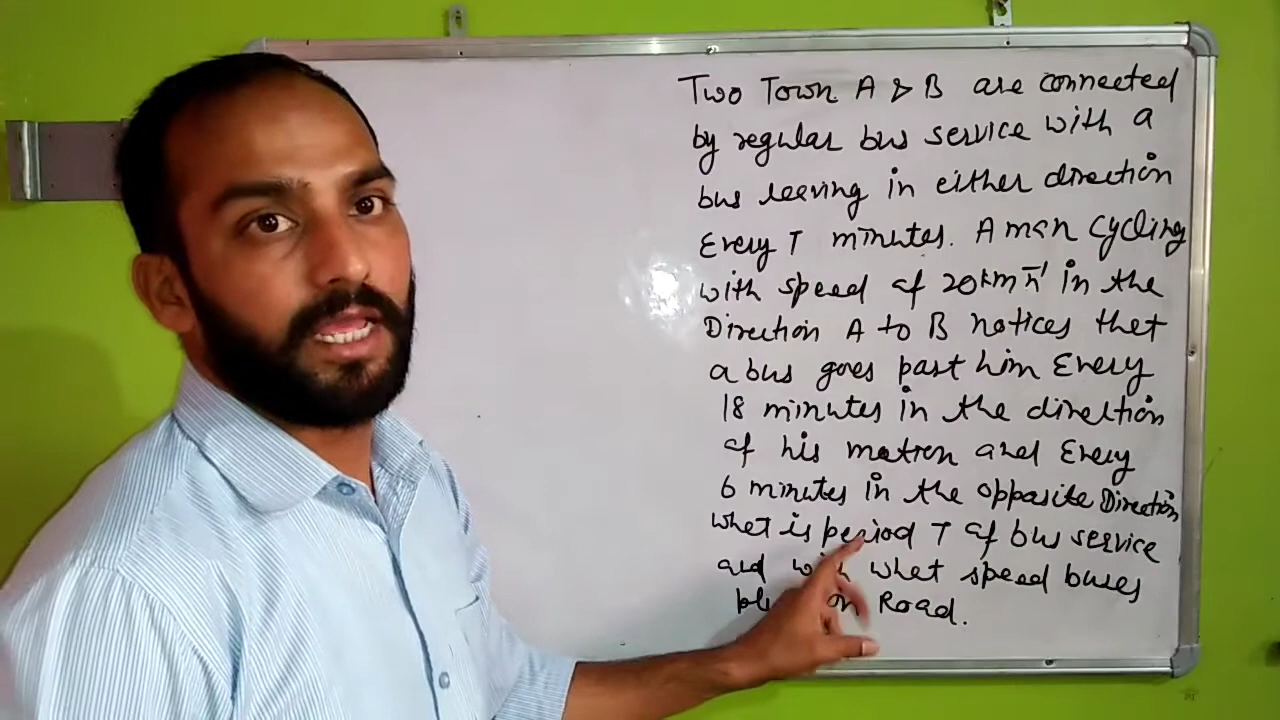 Two Town A & B are connected
by regular bus service with a
bus leaving in either direction
Every T minutes. A man cycling
with speed of 20km h⁻¹ in the
Direction A to B notices that
a bus goes past him Every
18 minutes in the direction
of his motion and Every
6 minutes in the opposite Direction
what is period T of bus service
and with what speed buses
on Road.